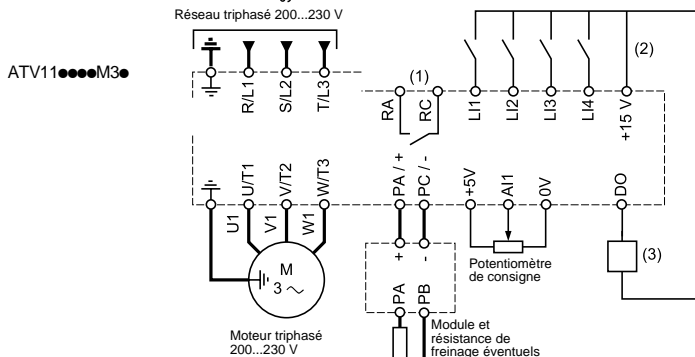 Réseau triphasé 200...230 V
ATV11●●●●M3●
(1)
(2)
R/L1
S/L2
T/L3
RA
RC
LI1
LI2
LI3
LI4
+15 V
U/T1
V/T2
W/T3
PA / +
PC / -
+5V
AI1
0V
DO
U1
V1
W1
(3)
M
3
+
-
Potentiomètre
de consigne
PA
PB
Moteur triphasé
200...230 V
Module et
résistance de
freinage éventuels